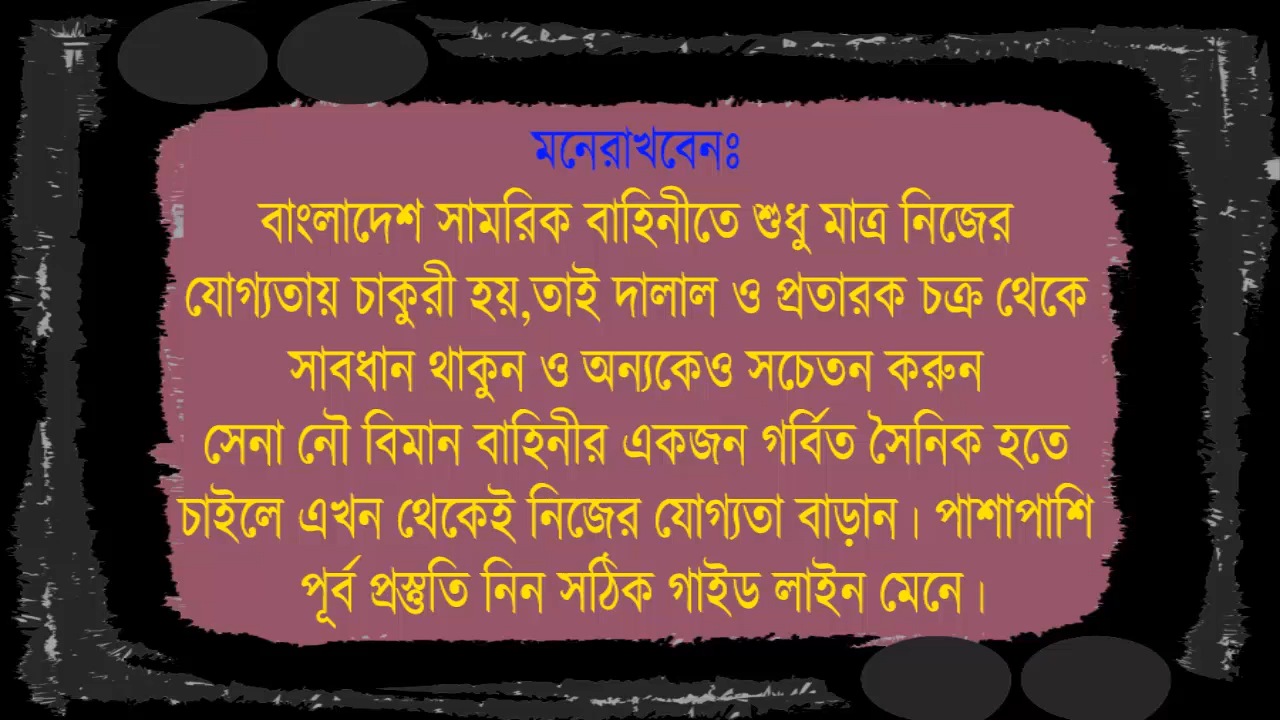 মনেরাখবেনঃ
বাংলাদেশ সামরিক বাহিনীতে শুধু মাত্র নিজের
যোগ্যতায় চাকুরী হয়,তাই দালাল ও প্রতারক চক্র থেকে
সাবধান থাকুন ও অন্যকেও সচেতন করুন
সেনা নৌ বিমান বাহিনীর একজন গর্বিত সৈনিক হতে
চাইলে এখন থেকেই নিজের যোগ্যতা বাড়ান। পাশাপাশি
পূর্ব প্রস্তুতি নিন সঠিক গাইড লাইন মেনে।